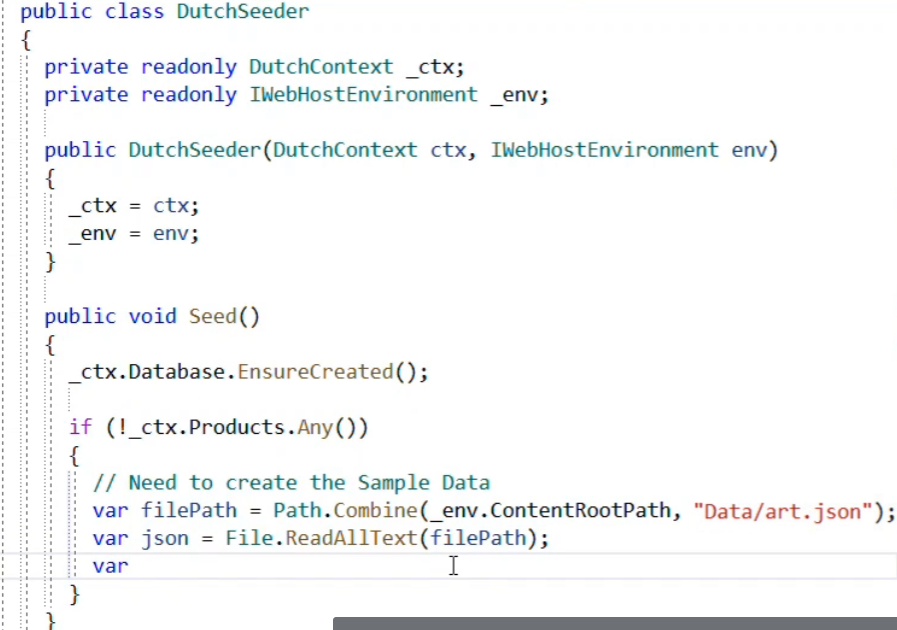 public class DutchSeeder
{
private readonly DutchContext _ctx;
private readonly IWebHostEnvironment _env;
public DutchSeeder(DutchContext ctx, IWebHostEnvironment env)
{
_ctx = ctx;
_env = env;
}
public void Seed()
{
_ctx.Database.EnsureCreated();
if (!_ctx.Products.Any())
{
// Need to create the Sample Data
var filePath = Path.Combine(_env.ContentRootPath, "Data/art.json");
var json = File.ReadAllText(filePath);
var
}
}